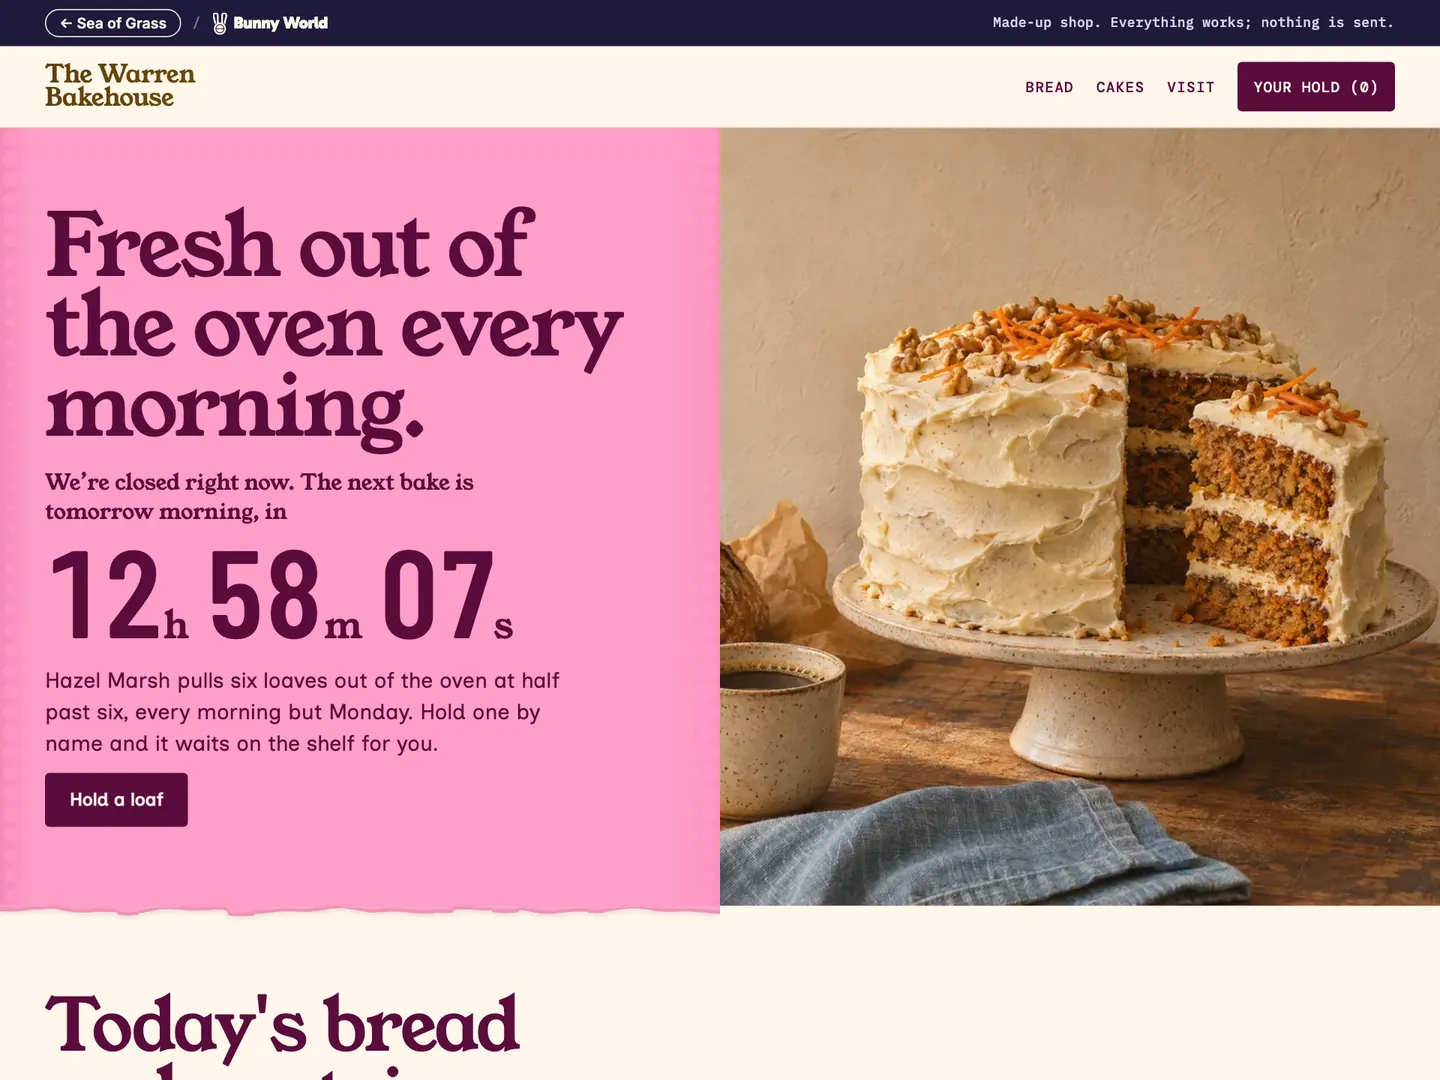 ← Sea of Grass / Bunny World
Made-up shop. Everything works; nothing is sent.
The Warren
Bakehouse
BREAD CAKES VISIT YOUR HOLD (0)
Fresh out of
the oven every
morning.
We’re closed right now. The next bake is
tomorrow morning, in
12h 58m 07s
Hazel Marsh pulls six loaves out of the oven at half
past six, every morning but Monday. Hold one by
name and it waits on the shelf for you.
Hold a loaf
Today's bread